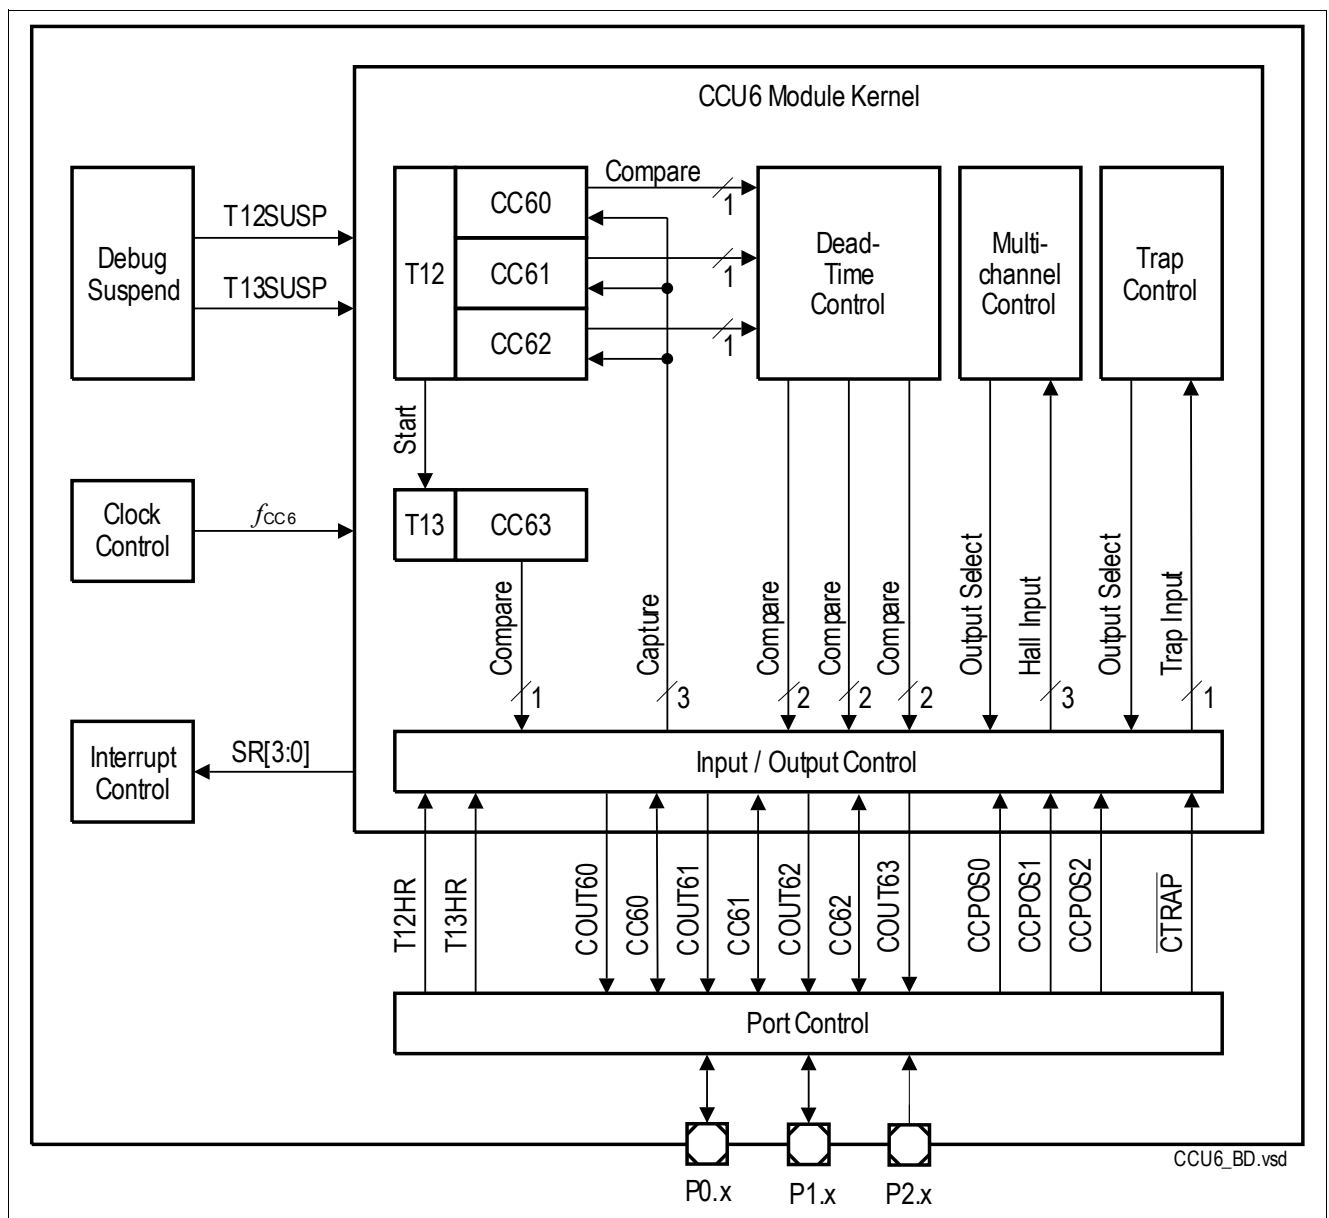 CCU6 Module Kernel
Debug
Suspend
T12SUSP
T13SUSP
T12
CC60
CC61
CC62
Compare
1
1
1
Dead-
Time
Control
Multi-
channel
Control
Trap
Control
Start
Clock
Control
fCC6
T13
CC63
Compare
1
Capture
3
Compare
2
Compare
2
Compare
2
Output Select
Hall Input
3
Output Select
Trap Input
1
Interrupt
Control
SR[3:0]
Input / Output Control
T12HR
T13HR
COUT60
CC60
COUT61
CC61
COUT62
CC62
COUT63
CCPOS0
CCPOS1
CCPOS2
CTRAP
Port Control
P0.x
P1.x
P2.x
CCU6_BD.vsd